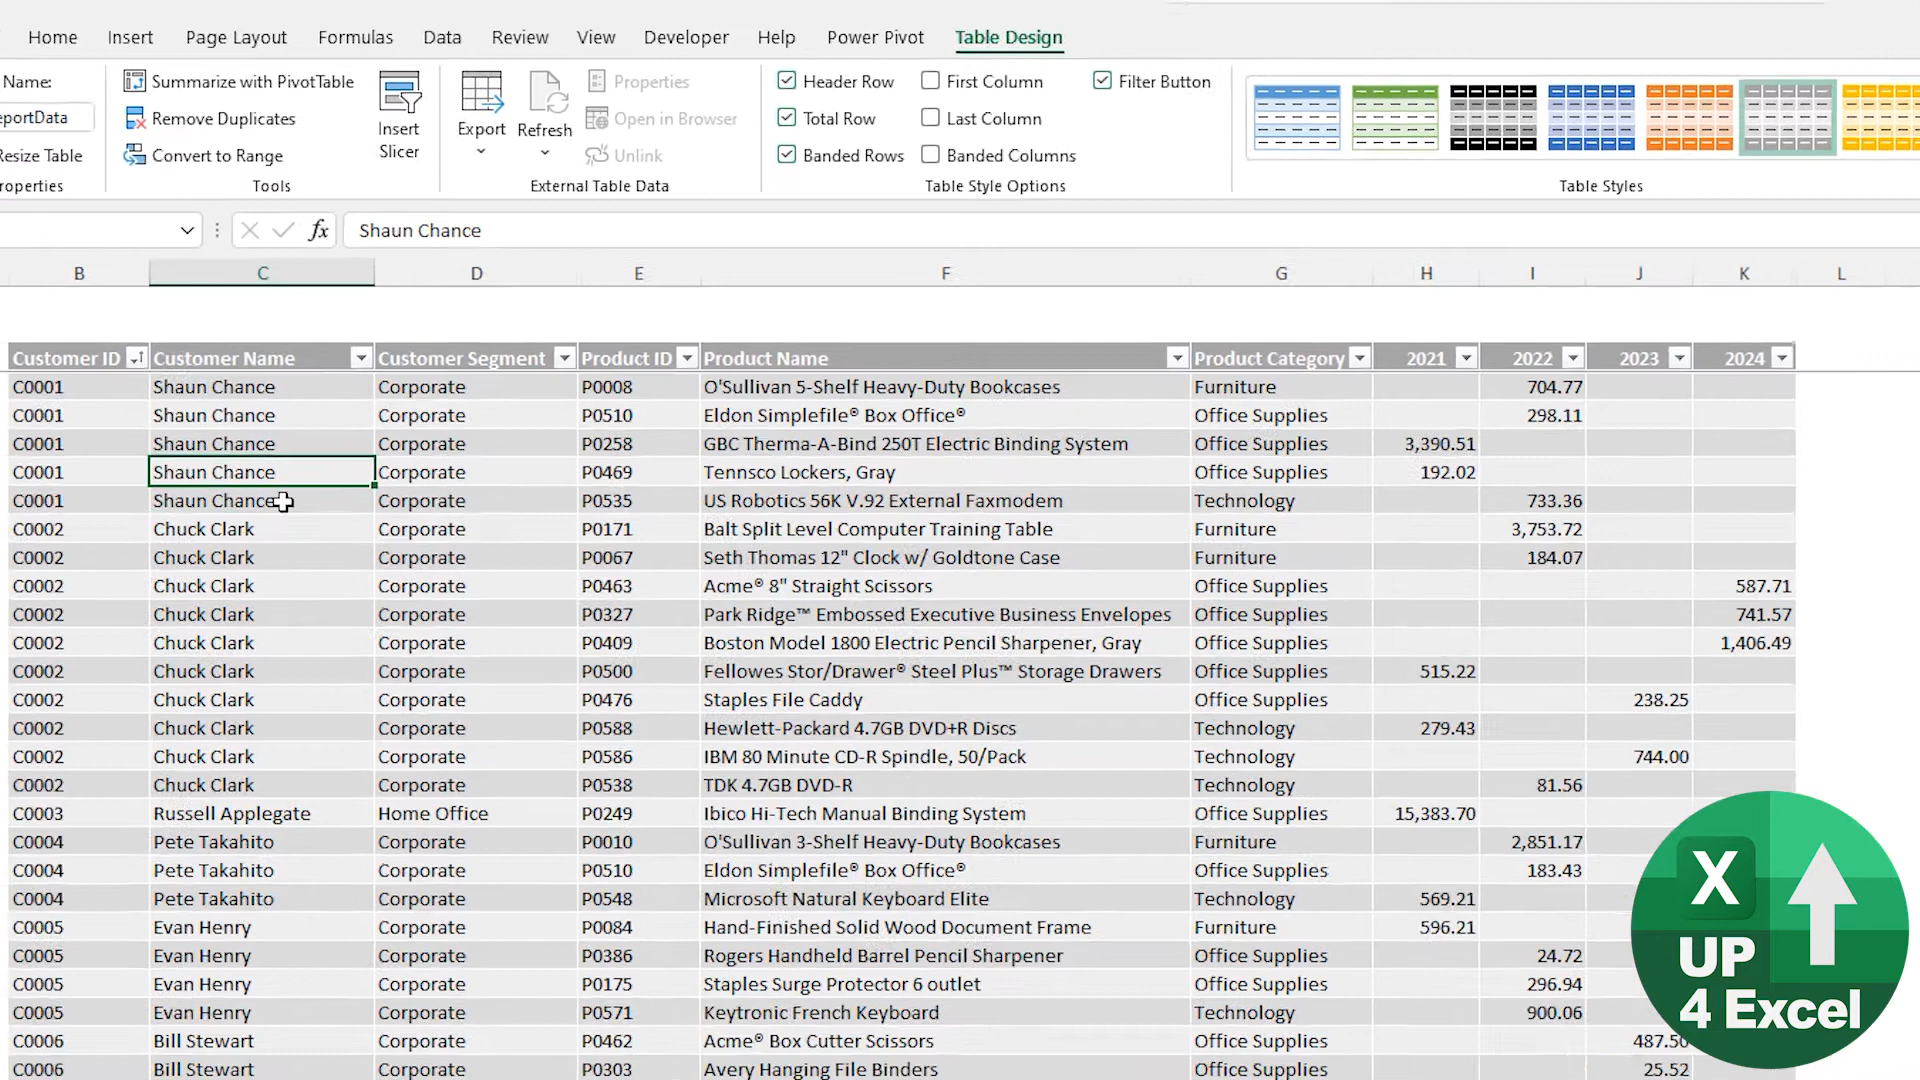 Home Insert Page Layout Formulas Data Review View Developer Help Power Pivot Table Design
Name:
eportData
Resize Table
roperties
Summarize with PivotTable
Remove Duplicates
Convert to Range
Tools
Insert
Slicer
Export
Refresh
Properties
Open in Browser
Unlink
External Table Data
Header Row
Total Row
Banded Rows
First Column
Last Column
Banded Columns
Filter Button
Table Style Options
Table Styles
fx Shaun Chance
B C D E F G H I J K L
Customer ID Customer Name Customer Segment Product ID Product Name Product Category 2021 2022 2023 2024
C0001 Shaun Chance Corporate P0008 O'Sullivan 5-Shelf Heavy-Duty Bookcases Furniture 704.77
C0001 Shaun Chance Corporate P0510 Eldon Simplefile® Box Office® Office Supplies 298.11
C0001 Shaun Chance Corporate P0258 GBC Therma-A-Bind 250T Electric Binding System Office Supplies 3,390.51
C0001 Shaun Chance Corporate P0469 Tennsco Lockers, Gray Office Supplies 192.02
C0001 Shaun Chance Corporate P0535 US Robotics 56K V.92 External Faxmodem Technology 733.36
C0002 Chuck Clark Corporate P0171 Balt Split Level Computer Training Table Furniture 3,753.72
C0002 Chuck Clark Corporate P0067 Seth Thomas 12" Clock w/ Goldtone Case Furniture 184.07
C0002 Chuck Clark Corporate P0463 Acme® 8" Straight Scissors Office Supplies 587.71
C0002 Chuck Clark Corporate P0327 Park Ridge™ Embossed Executive Business Envelopes Office Supplies 741.57
C0002 Chuck Clark Corporate P0409 Boston Model 1800 Electric Pencil Sharpener, Gray Office Supplies 1,406.49
C0002 Chuck Clark Corporate P0500 Fellowes Stor/Drawer® Steel Plus™ Storage Drawers Office Supplies 515.22
C0002 Chuck Clark Corporate P0476 Staples File Caddy Office Supplies 238.25
C0002 Chuck Clark Corporate P0588 Hewlett-Packard 4.7GB DVD+R Discs Technology 279.43
C0002 Chuck Clark Corporate P0586 IBM 80 Minute CD-R Spindle, 50/Pack Technology 744.00
C0002 Chuck Clark Corporate P0538 TDK 4.7GB DVD-R Technology 81.56
C0003 Russell Applegate Home Office P0249 Ibico Hi-Tech Manual Binding System Office Supplies 15,383.70
C0004 Pete Takahito Corporate P0010 O'Sullivan 3-Shelf Heavy-Duty Bookcases Furniture 2,851.17
C0004 Pete Takahito Corporate P0510 Eldon Simplefile® Box Office® Office Supplies 183.43
C0004 Pete Takahito Corporate P0548 Microsoft Natural Keyboard Elite Technology 569.21
C0005 Evan Henry Corporate P0084 Hand-Finished Solid Wood Document Frame Furniture 596.21
C0005 Evan Henry Corporate P0386 Rogers Handheld Barrel Pencil Sharpener Office Supplies 24.72
C0005 Evan Henry Corporate P0175 Staples Surge Protector 6 outlet Office Supplies 296.94
C0005 Evan Henry Corporate P0571 Keytronic French Keyboard Technology 900.06
C0006 Bill Stewart Corporate P0462 Acme® Box Cutter Scissors Office Supplies 487.50
C0006 Bill Stewart Corporate P0303 Avery Hanging File Binders Office Supplies 25.52
X
UP
4 Excel